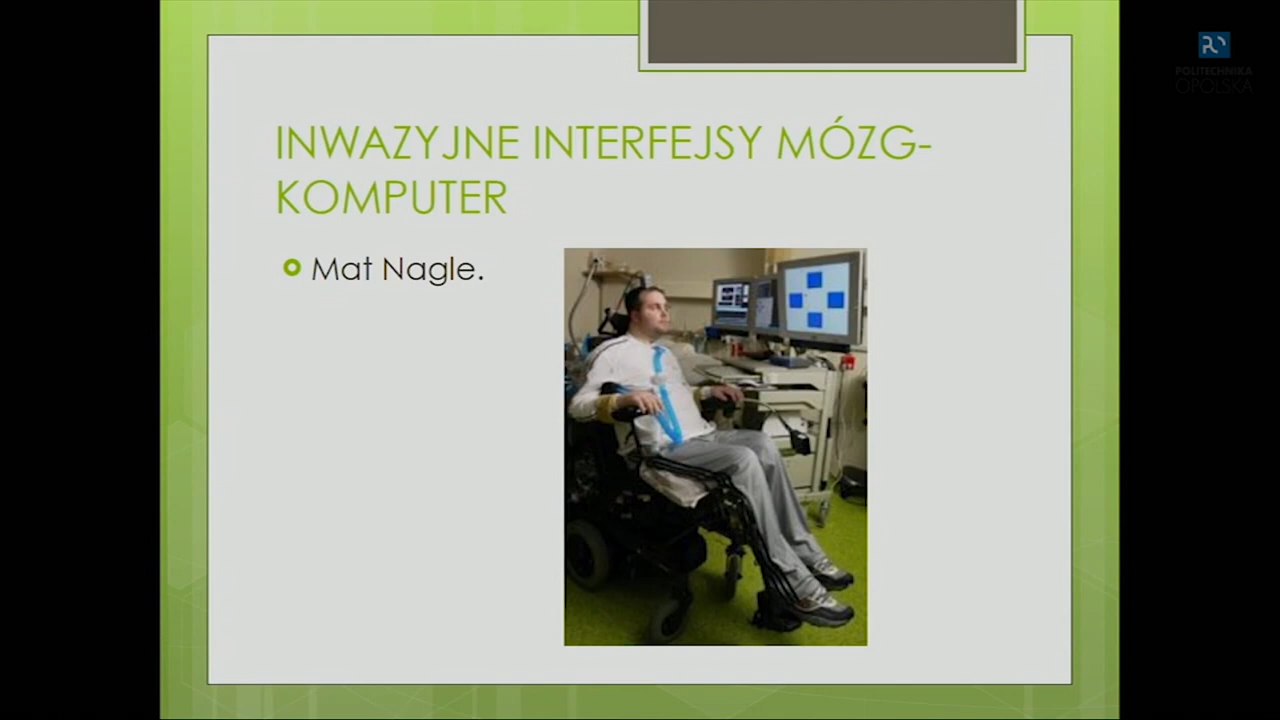 INWAZYJNE INTERFEJSY MÓZG-
KOMPUTER
Mat Nagle.
POLITECHNIKA
OPOLSKA